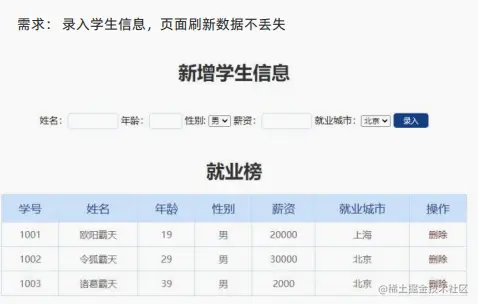 需求： 录入学生信息，页面刷新数据不丢失
新增学生信息
姓名： 年龄： 性别: 男 薪资： 就业城市： 北京 录入
就业榜
学号 姓名 年龄 性别 薪资 就业城市 操作
1001 欧阳霸天 19 男 20000 上海 删除
1002 令狐霸天 29 男 30000 北京 删除
1003 诸葛霸天 39 男 2000 北京 删除
@稀土掘金技术社区